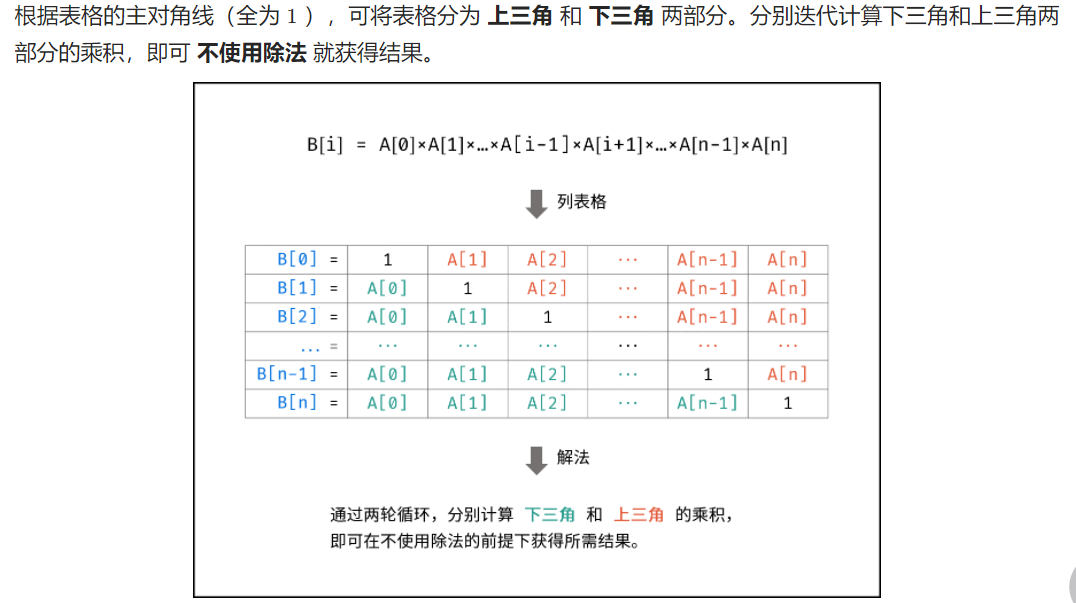 根据表格的主对角线（全为 1 ），可将表格分为 上三角 和 下三角 两部分。分别迭代计算下三角和上三角两
部分的乘积，即可 不使用除法 就获得结果。
B[i] = A[0]×A[1]×…×A[i-1]×A[i+1]×…×A[n-1]×A[n]
列表格
B[0] = 1 A[1] A[2] ... A[n-1] A[n]
B[1] = A[0] 1 A[2] ... A[n-1] A[n]
B[2] = A[0] A[1] 1 ... A[n-1] A[n]
... = ... ... ... ... ... ...
B[n-1] = A[0] A[1] A[2] ... 1 A[n]
B[n] = A[0] A[1] A[2] ... A[n-1] 1
解法
通过两轮循环，分别计算 下三角 和 上三角 的乘积，
即可在不使用除法的前提下获得所需结果。